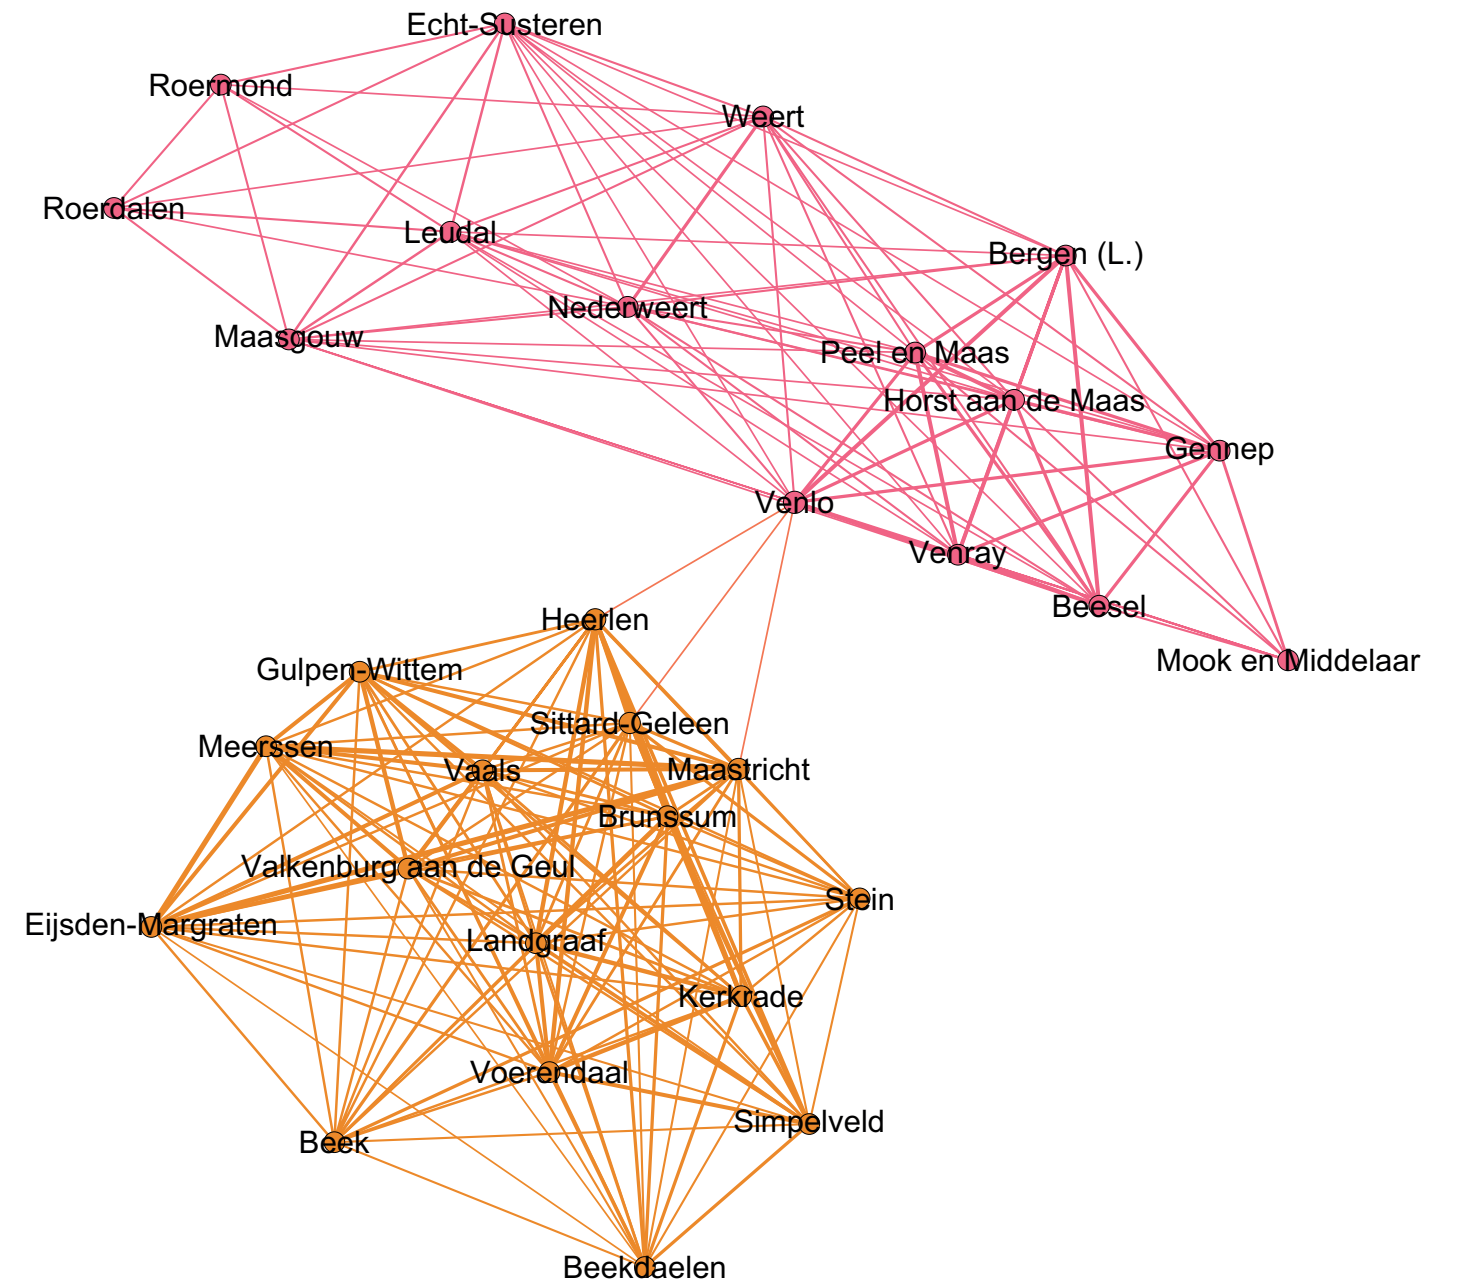 Echt-Susteren
Roermond
Weert
Roerdalen
Leudal
Bergen (L.)
Nederweert
Maasgouw
Peel en Maas
Horst aan de Maas
Gennep
Venlo
Venray
Beesel
Heerlen
Mook en Middelaar
Gulpen-Wittem
Sittard-Geleen
Meerssen
Vaals
Maastricht
Brunssum
Valkenburg aan de Geul
Stein
Eijsden-Margraten
Landgraaf
Kerkrade
Voerendaal
Simpelveld
Beek
Beekdaelen